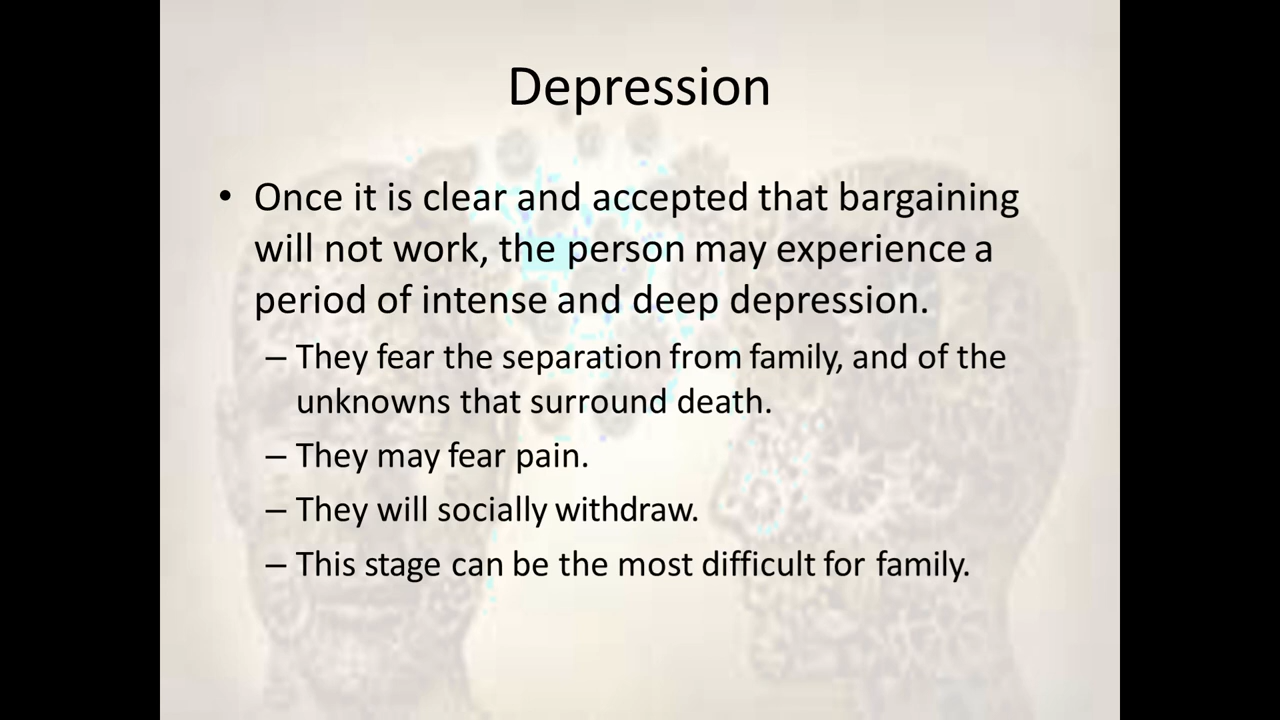 Depression
• Once it is clear and accepted that bargaining
will not work, the person may experience a
period of intense and deep depression.
– They fear the separation from family, and of the
unknowns that surround death.
– They may fear pain.
– They will socially withdraw.
– This stage can be the most difficult for family.